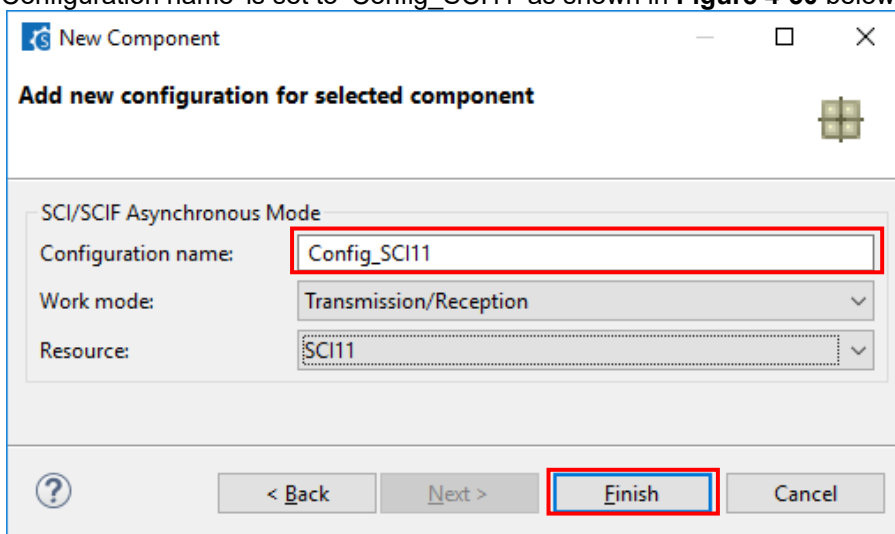 Configuration name' is set to 'Config_SCI11' as shown in Figure 4-30 below
New Component
Add new configuration for selected component
SCI/SCIF Asynchronous Mode
Configuration name: Config_SCI11
Work mode: Transmission/Reception
Resource: SCI11
< Back Next > Finish Cancel